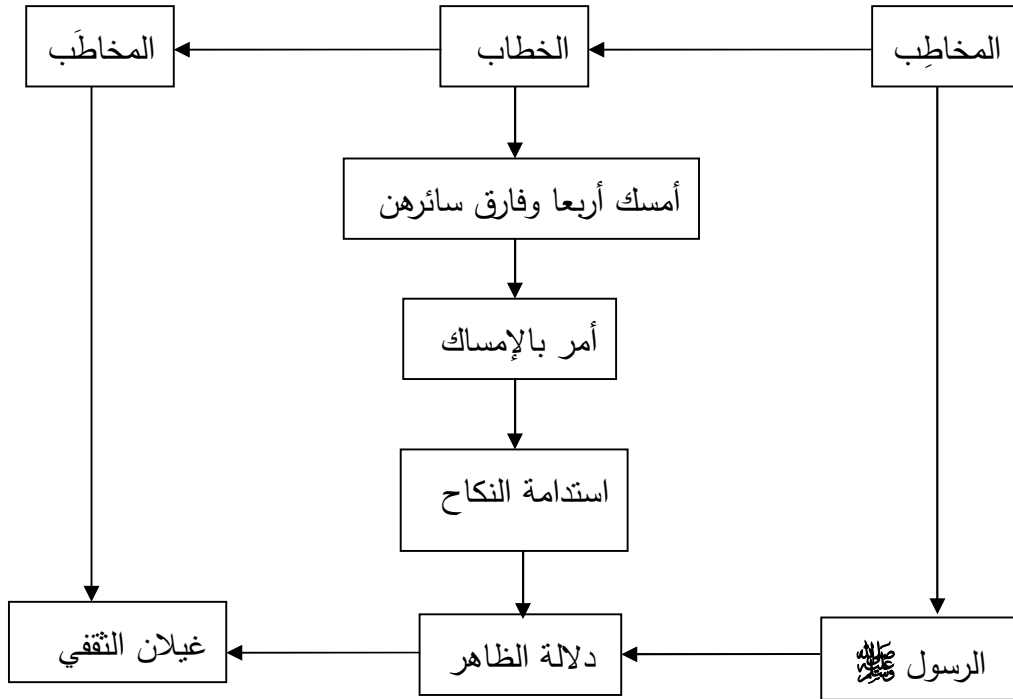 المخاطِب
الخطاب
المخاطَب
أمسك أربعا وفارق سائرهن
أمر بالإمساك
استدامة النكاح
الرسول ﷺ
دلالة الظاهر
غيلان الثقفي